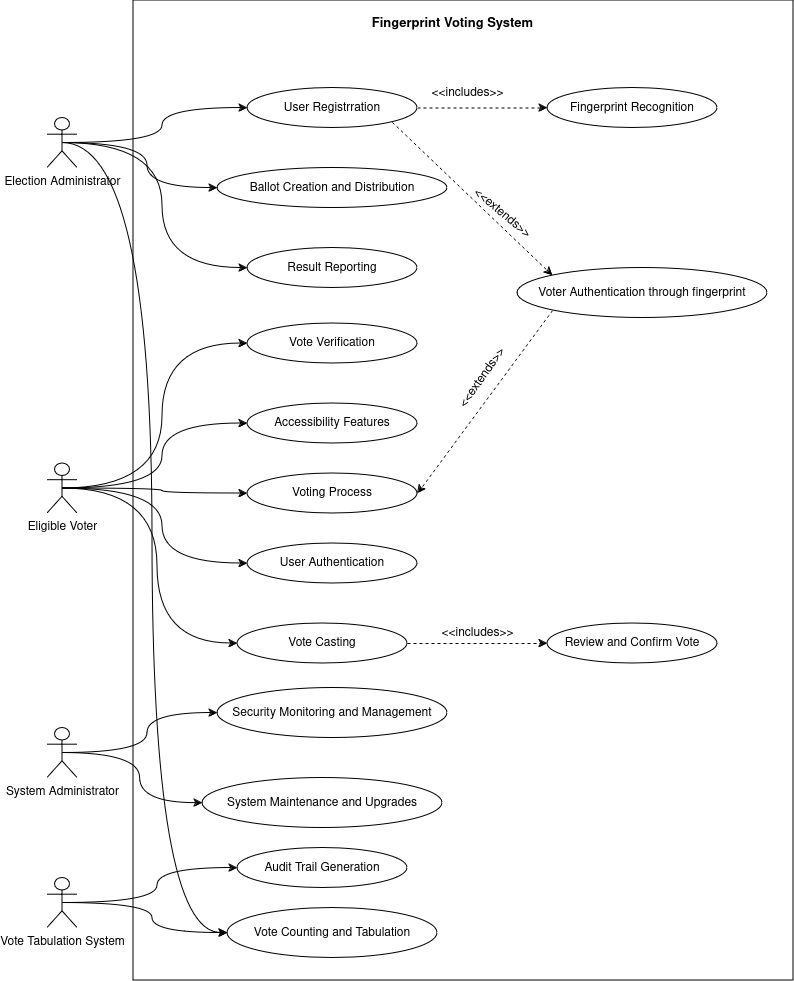 Fingerprint Voting System
User Registrration
<<includes>>
Fingerprint Recognition
Election Administrator
Ballot Creation and Distribution
<<extends>>
Result Reporting
Voter Authentication through fingerprint
Vote Verification
<<extends>>
Accessibility Features
Voting Process
Eligible Voter
User Authentication
Vote Casting
<<includes>>
Review and Confirm Vote
Security Monitoring and Management
System Administrator
System Maintenance and Upgrades
Audit Trail Generation
Vote Tabulation System
Vote Counting and Tabulation